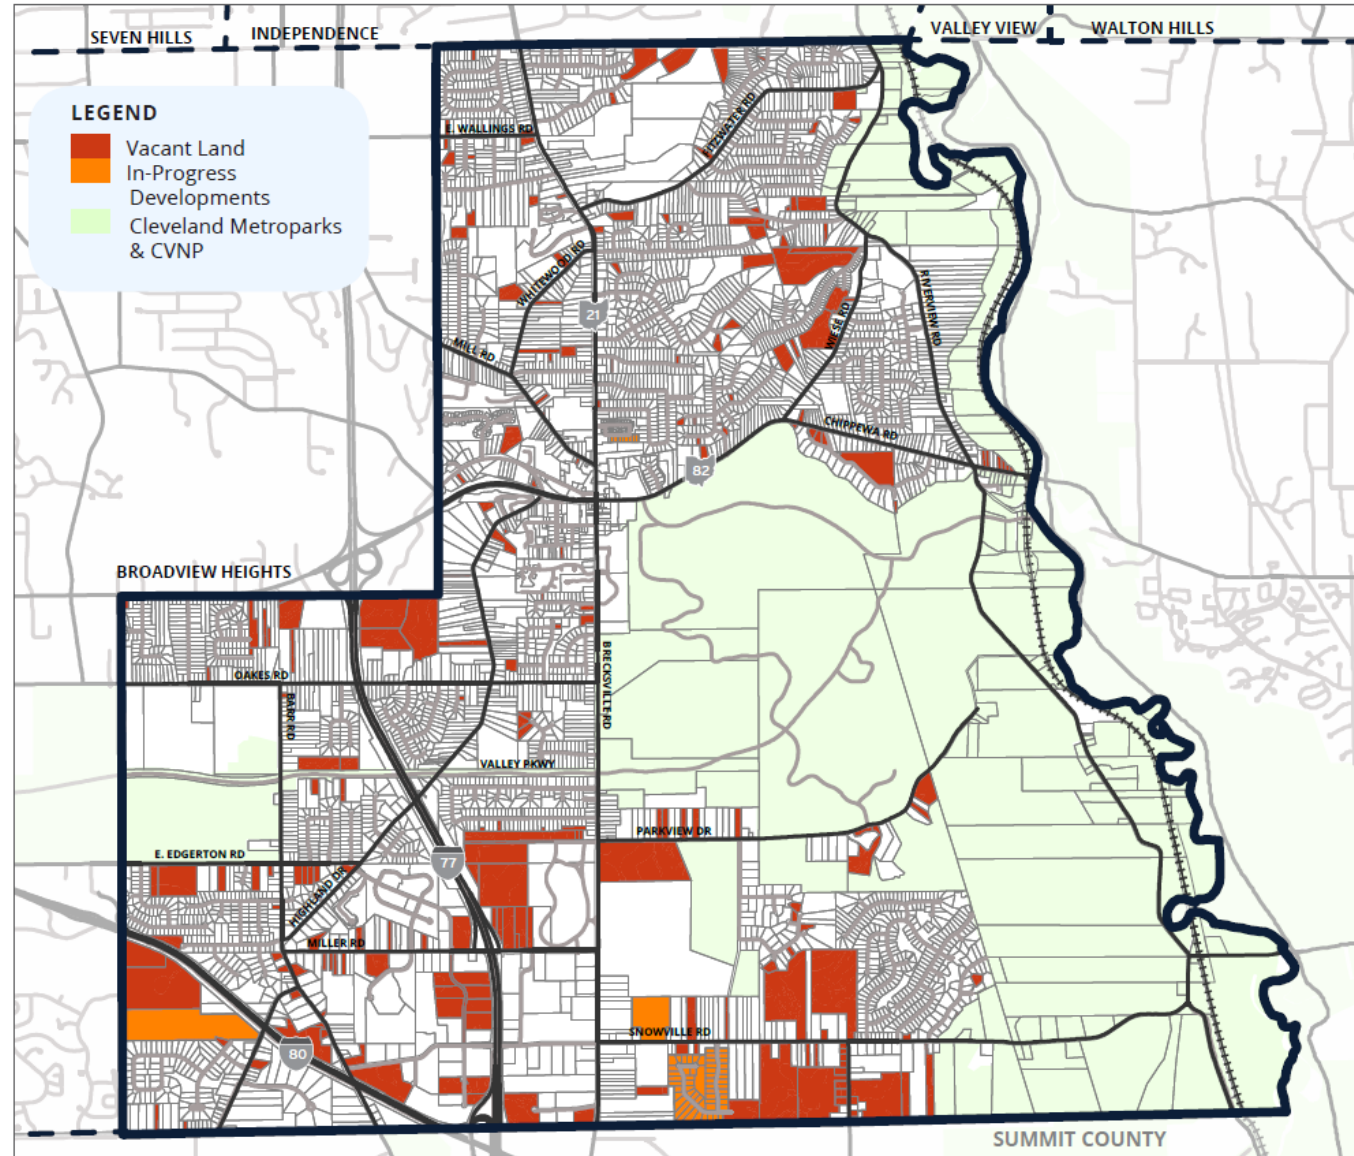 SEVEN HILLS
INDEPENDENCE
VALLEY VIEW
WALTON HILLS
LEGEND
Vacant Land
In-Progress
Developments
Cleveland Metroparks
& CVNP
E. WALLINGS RD
FITZWATER RD
WHITEWOOD RD
21
RIVERVIEW RD
WIESE RD
MILL RD
CHIPPEWA RD
82
BROADVIEW HEIGHTS
OAKES RD
BARR RD
BRECKSVILLE RD
VALLEY PKWY
PARKVIEW DR
E. EDGERTON RD
77
HIGHLAND DR
MILLER RD
SNOWVILLE RD
80
SUMMIT COUNTY